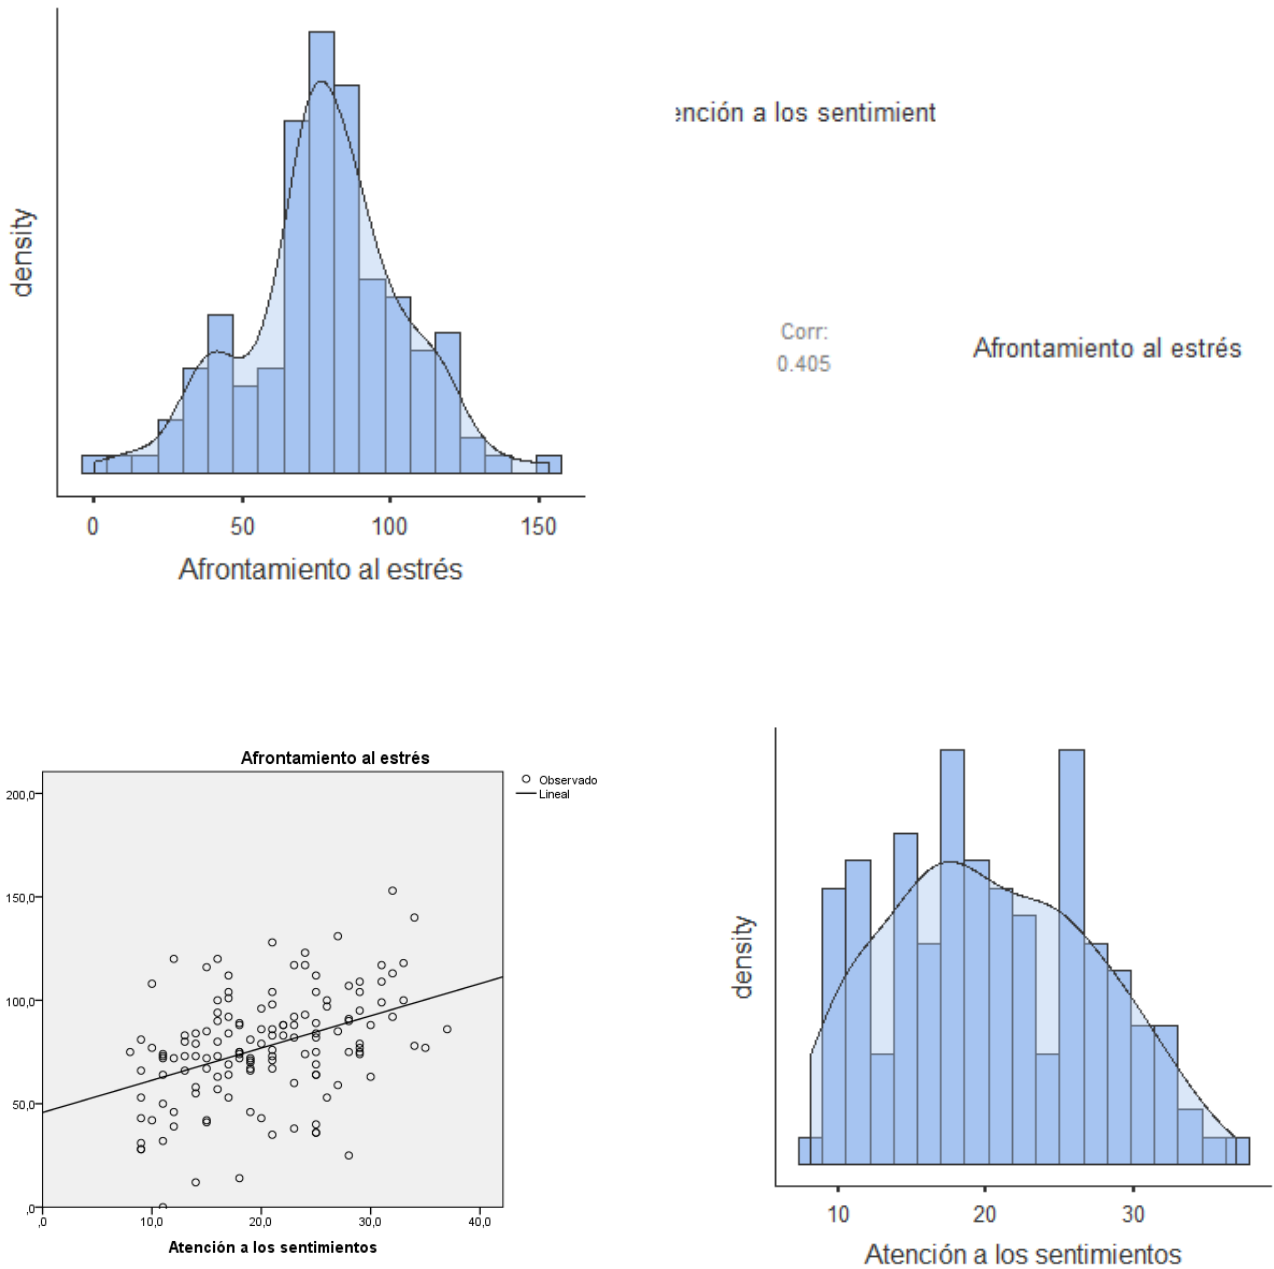 density
0
50
100
150
Afrontamiento al estrés
ención a los sentimient
Corr:
0.405
Afrontamiento al estrés
Afrontamiento al estrés
Observado
Lineal
200,0
150,0
100,0
50,0
,0
,0
10,0
20,0
30,0
40,0
Atención a los sentimientos
density
10
20
30
Atención a los sentimientos